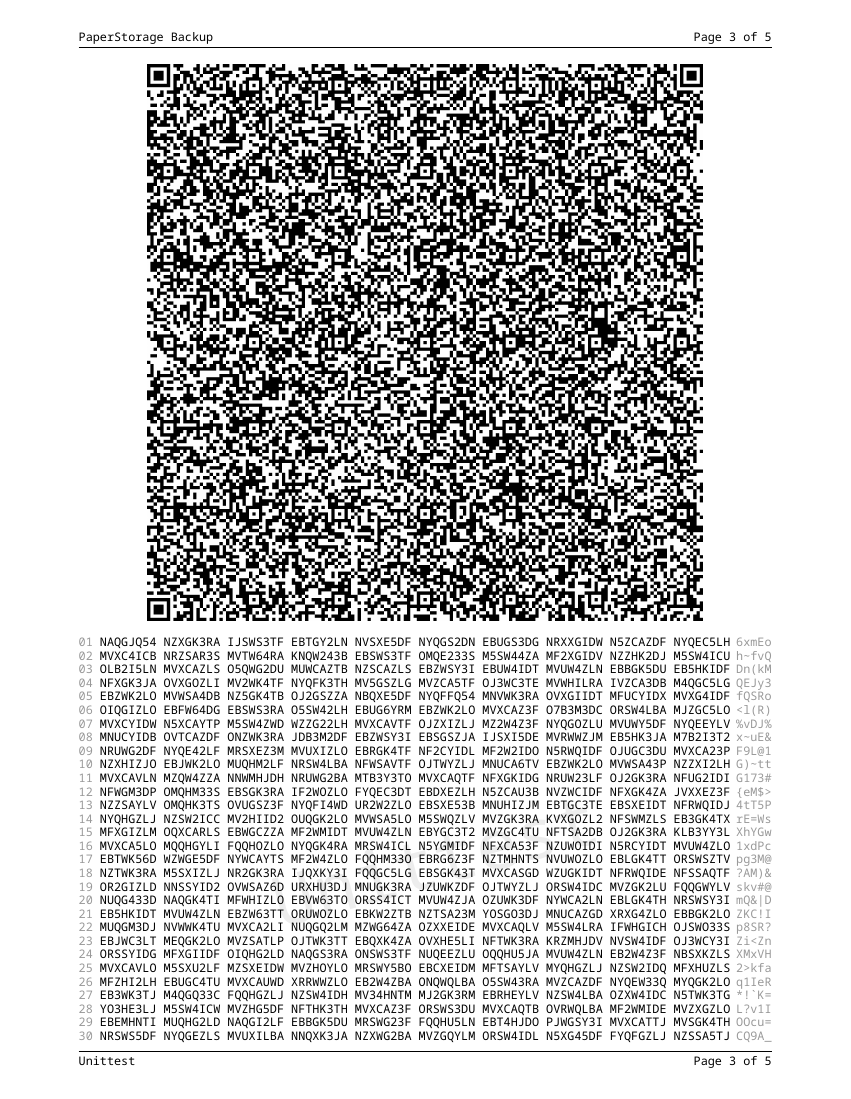 PaperStorage Backup Page 3 of 5
01 NAQGJQ54 NZXGK3RA IJSWS3TF EBTGY2LN NVSXE5DF NYQGS2DN EBUGS3DG NRXXGIDW N5ZCAZDF NYQEC5LH 6xmEo
02 MVXC4ICB NRZSAR3S MVTW64RA KNQW243B EBSWS3TF OMQE233S M5SW44ZA MF2XGIDV NZZHK2DJ M5SW4ICU h~fvQ
03 OLB2I5LN MVXCAZLS O5QWG2DU MUWCAZTB NZSCAZLS EBZWSY3I EBUW4IDT MVUW4ZLN EBBGK5DU EB5HKIDF Dn(kM
04 NFXGK3JA OVXGOZLI MV2WK4TF NYQFK3TH MV5GSZLG MVZCA5TF OJ3WC3TE MVWHILRA IVZCA3DB M4QGC5LG QEJy3
05 EBZWK2LO MVWSA4DB NZ5GK4TB OJ2GSZZA NBQXE5DF NYQFFQ54 MNVWK3RA OVXGIIDT MFUCYIDX MVXG4IDF fQSRo
06 OIQGIZLO EBFW64DG EBSWS3RA O5SW42LH EBUG6YRM EBZWK2LO MVXCAZ3F O7B3M3DC ORSW4LBA MJZGC5LO <l(R)
07 MVXCYIDW N5XCAYTP M5SW4ZWD WZZG22LH MVXCAVTF OJZXIZLJ MZ2W4Z3F NYQGOZLU MVUWY5DF NYQEEYLV %vDJ%
08 MNUCYIDB OVTCAZDF ONZWK3RA JDB3M2DF EBZWSY3I EBSGSZJA IJSXI5DE MVRWWZJM EB5HK3JA M7B2I3T2 x~uE&
09 NRUWG2DF NYQE42LF MRSXEZ3M MVUXIZLO EBRGK4TF NF2CYIDL MF2W2IDO N5RWQIDF OJUGC3DU MVXCA23P F9L@1
10 NZXHIZJO EBJWK2LO MUQHM2LF NRSW4LBA NFWSAVTF OJTWYZLJ MNUCA6TV EBZWK2LO MVWSA43P NZZXI2LH G)~tt
11 MVXCAVLN MZQW4ZZA NNWMHJDH NRUWG2BA MTB3Y3TO MVXCAQTF NFXGKIDG NRUW23LF OJ2GK3RA NFUG2IDI G173#
12 NFWGM3DP OMQHM33S EBSGK3RA IF2WOZLO FYQEC3DT EBDXEZLH N5ZCAU3B NVZWCIDF NFXGK4ZA JVXXEZ3F {eM$>
13 NZZSAYLV OMQHK3TS OVUGSZ3F NYQFI4WD UR2W2ZLO EBSXE53B MNUHIZJM EBTGC3TE EBSXEIDT NFRWQIDJ 4tT5P
14 NYQHGZLJ NZSW2ICC MV2HIID2 OUQGK2LO MVWSA5LO M5SWQZLV MVZGK3RA KVXGOZL2 NFSWMZLS EB3GK4TX rE=Ws
15 MFXGIZLM OQXCARLS EBWGCZZA MF2WMIDT MVUW4ZLN EBYGC3T2 MVZGC4TU NFTSA2DB OJ2GK3RA KLB3YY3L XhYGw
16 MVXCA5LO MQQHGYLI FQQHOZLO NYQGK4RA MRSW4ICL N5YGMIDF NFXCA53F NZUWOIDI N5RCYIDT MVUW4ZLO 1xdPc
17 EBTWK56D WZWGE5DF NYWCAYTS MF2W4ZLO FQQHM33O EBRG6Z3F NZTMHNTS NVUWOZLO EBLGK4TT ORSWSZTV pg3M@
18 NZTWK3RA M5SXIZLJ NR2GK3RA IJQXKY3I FQQGC5LG EBSGK43T MVXCASGD WZUGKIDT NFRWQIDE NFSSAQTF ?AM)&
19 OR2GIZLD NNSSYID2 OVWSAZ6D URXHU3DJ MNUGK3RA JZUWKZDF OJTWYZLJ ORSW4IDC MVZGK2LU FQQGWYLV skv#@
20 NUQG433D NAQGK4TI MFWHIZLO EBVW63TO ORSS4ICT MVUW4ZJA OZUWK3DF NYWCA2LN EBLGK4TH NRSWSY3I mQ&|D
21 EB5HKIDT MVUW4ZLN EBZW63TT ORUWOZLO EBKW2ZTB NZTSA23M YOSGO3DJ MNUCAZGD XRXG4ZLO EBBGK2LO ZKC!I
22 MUQGM3DJ NVWWK4TU MVXCA2LI NUQGQ2LM MZWG64ZA OZXXEIDE MVXCAQLV M5SW4LRA IFWHGICH OJSWO33S p8SR?
23 EBJWC3LT MEQGK2LO MVZSATLP OJTWK3TT EBQXK4ZA OVXHE5LI NFTWK3RA KRZMHJDV NVSW4IDF OJ3WCY3I Zi<Zn
24 ORSSYIDG MFXGIIDF OIQHG2LD NAQGS3RA ONSWS3TF NUQEEZLU OQQHU5JA MVUW4ZLN EB2W4Z3F NBSXKZLS XMxVH
25 MVXCAVLO M5SXU2LF MZSXEIDW MVZHOYLO MRSWY5BO EBCXEIDM MFTSAYLV MYQHGZLJ NZSW2IDQ MFXHUZLS 2>kfa
26 MFZHI2LH EBUGC4TU MVXCAUWD XRRWWZLO EB2W4ZBA ONQWQLBA O5SW43RA MVZCAZDF NYQEW33Q MYQGK2LO q1IeR
27 EB3WK3TJ M4QGQ33C FQQHGZLJ NZSW4IDH MV34HNTM MJ2GK3RM EBRHEYLV NZSW4LBA OZXW4IDC N5TWK3TG *!`K=
28 YO3HE3LJ M5SW4ICW MVZHG5DF NFTHK3TH MVXCAZ3F ORSWS3DU MVXCAQTB OVRWQLBA MF2WMIDE MVZXGZLO L?v1I
29 EBEMHNTI MUQHG2LD NAQGI2LF EBBGK5DU MRSWG23F FQQHU5LN EBT4HJDO PJWGSY3I MVXCATTJ MVSGK4TH OOcu=
30 NRSWS5DF NYQGEZLS MVUXILBA NNQXK3JA NZXWG2BA MVZGQYLM ORSW4IDL N5XG45DF FYQFGZLJ NZSSA5TJ CQ9A_
Unittest Page 3 of 5